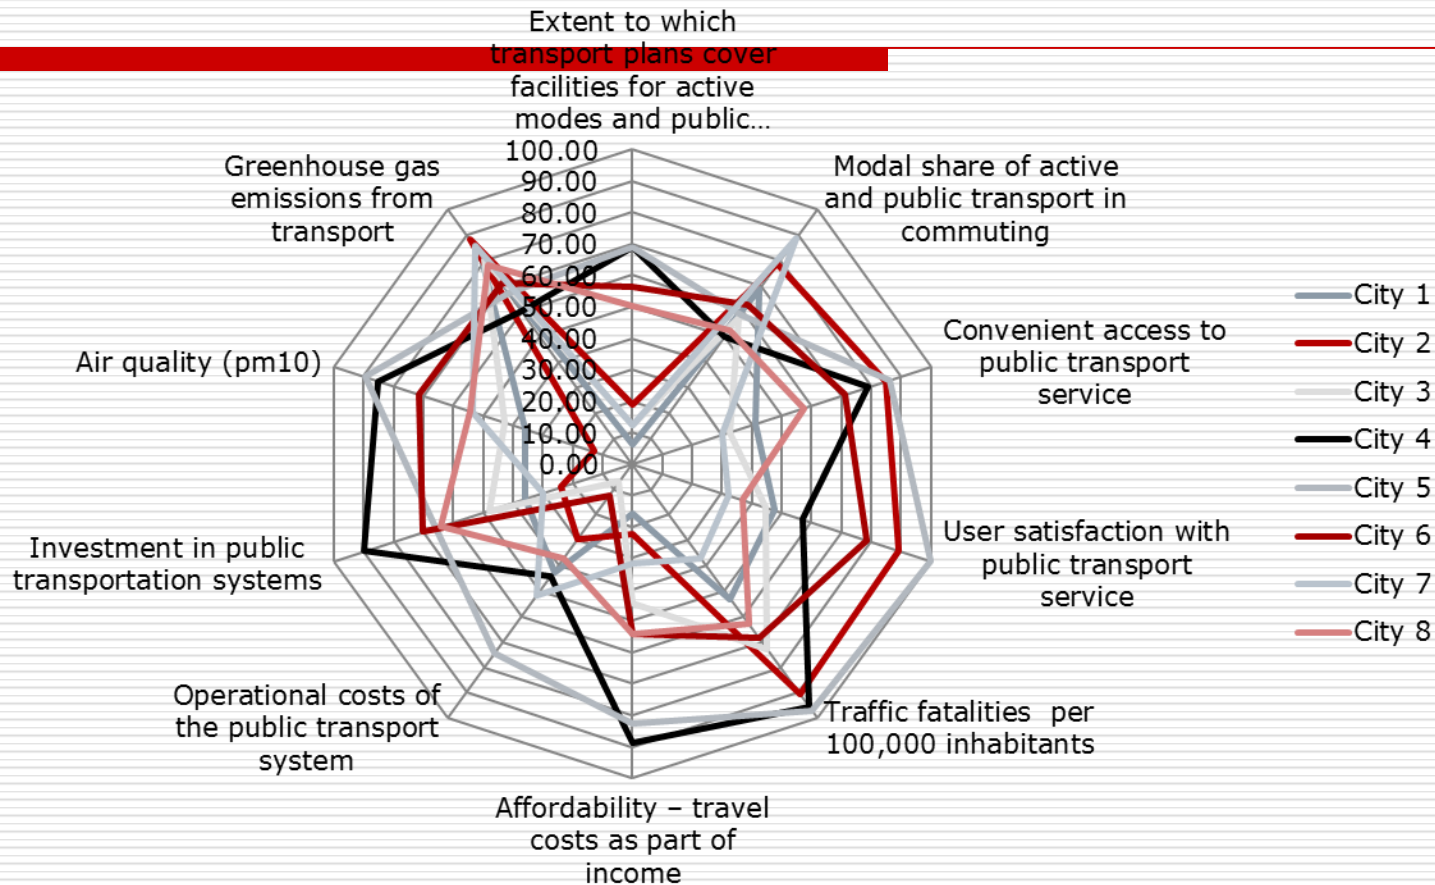 Extent to which
transport plans cover
facilities for active
modes and public...
Modal share of active
and public transport in
commuting
Convenient access to
public transport
service
User satisfaction with
public transport
service
Traffic fatalities per
100,000 inhabitants
Affordability – travel
costs as part of
income
Operational costs of
the public transport
system
Investment in public
transportation systems
Air quality (pm10)
Greenhouse gas
emissions from
transport
100.00
90.00
80.00
70.00
60.00
50.00
40.00
30.00
20.00
10.00
0.00
City 1
City 2
City 3
City 4
City 5
City 6
City 7
City 8